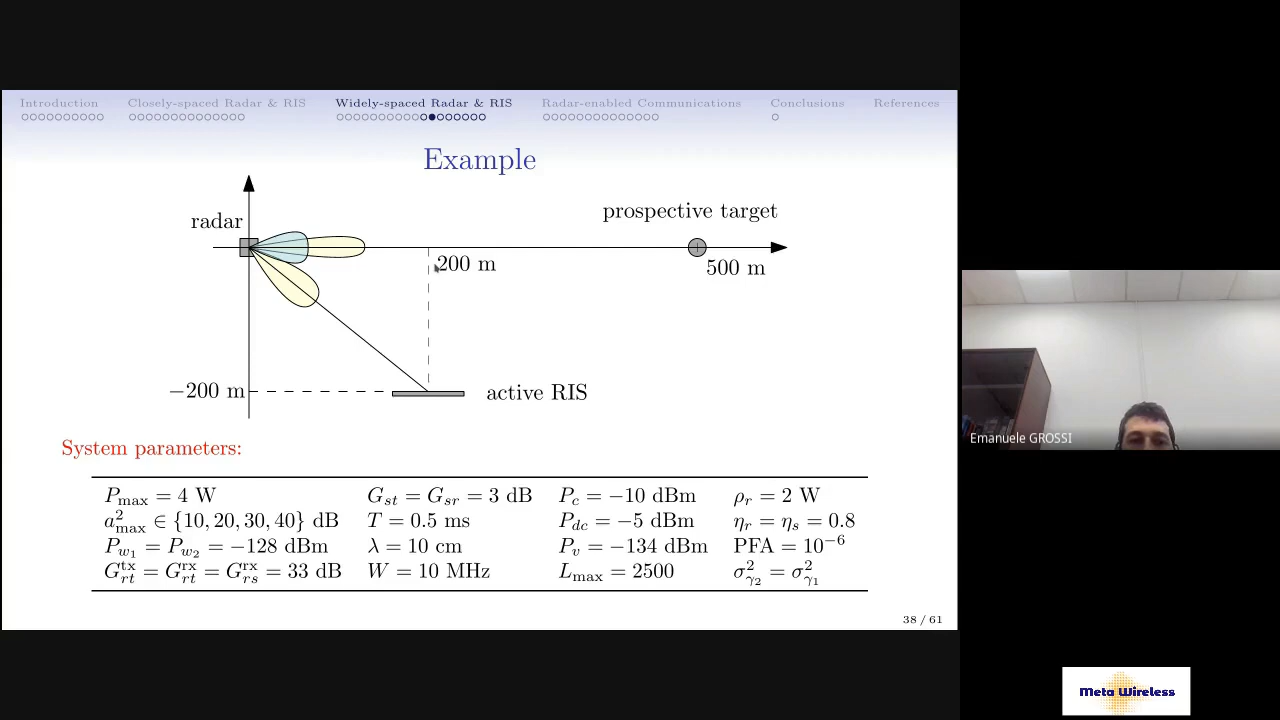 Introduction Closely-spaced Radar & RIS Widely-spaced Radar & RIS Radar-enabled Communications Conclusions References
Example
radar
prospective target
200 m
500 m
−200 m
active RIS
System parameters:
P_max = 4 W G_st = G_sr = 3 dB P_c = −10 dBm ρ_r = 2 W
a²_max ∈ {10, 20, 30, 40} dB T = 0.5 ms P_dc = −5 dBm η_r = η_s = 0.8
P_w₁ = P_w₂ = −128 dBm λ = 10 cm P_v = −134 dBm PFA = 10⁻⁶
G_rt^tx = G_rt^rx = G_rs^rx = 33 dB W = 10 MHz L_max = 2500 σ²_γ₂ = σ²_γ₁
38 / 61
Emanuele GROSSI
Meta Wireless